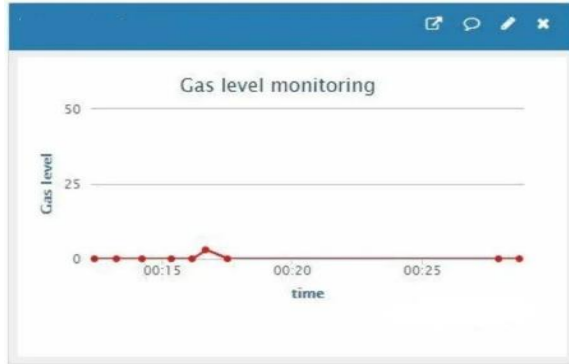 Gas level monitoring
50
25
0
Gas level
00:15 00:20 00:25
time